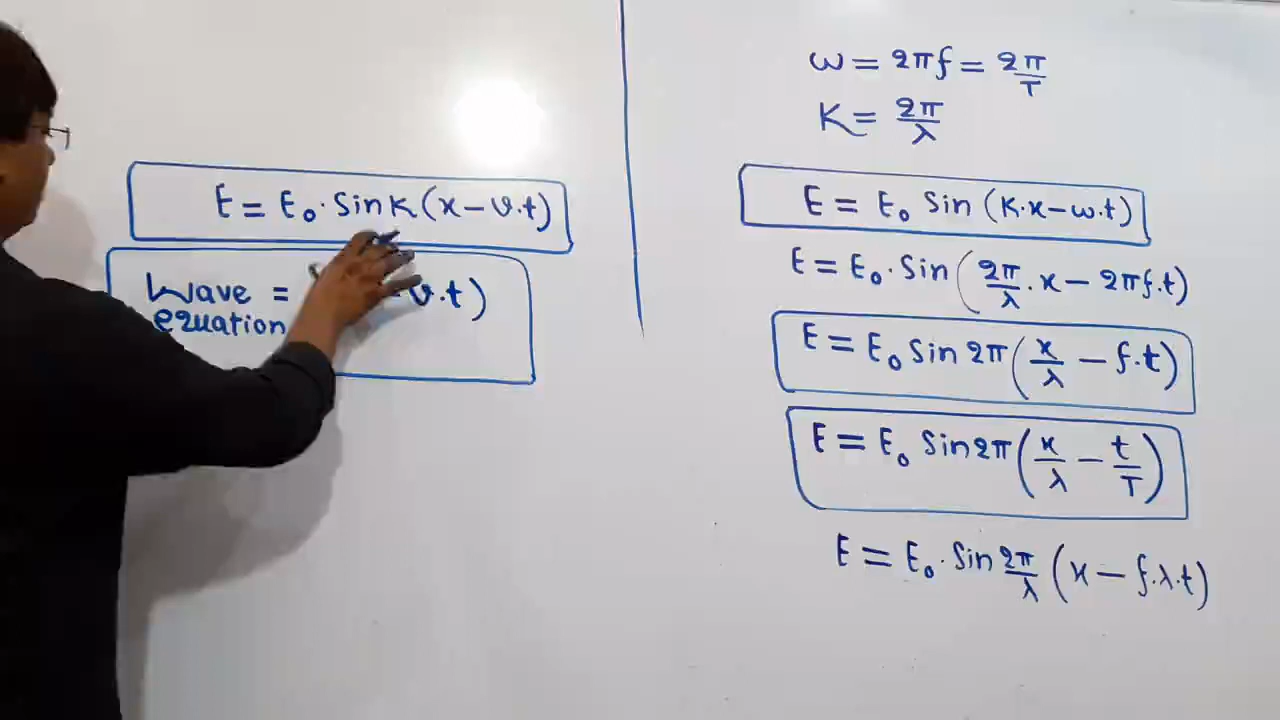 E = E₀·Sin K (x − v·t)
Wave = v·t)
equation
ω = 2πf = 2π/T
K = 2π/λ
E = E₀ Sin (K·x − ω·t)
E = E₀·Sin (2π/λ · x − 2πf·t)
E = E₀ Sin 2π (x/λ − f·t)
E = E₀ Sin 2π (x/λ − t/T)
E = E₀·Sin 2π/λ (x − f·λ·t)